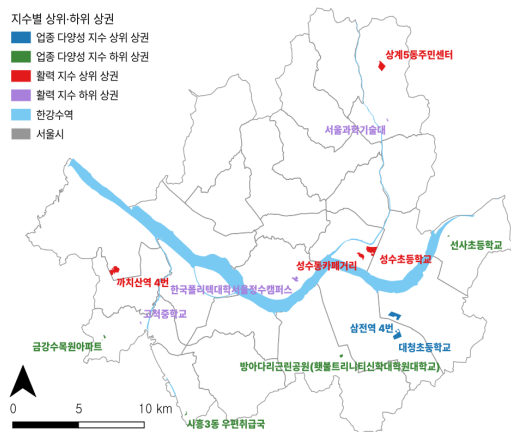 지수별 상위·하위 상권
업종 다양성 지수 상위 상권
업종 다양성 지수 하위 상권
활력 지수 상위 상권
활력 지수 하위 상권
한강수역
서울시
상계5동주민센터
서울과학기술대
선사초등학교
성수동카페거리
성수초등학교
까치산역 4번
한국폴리텍대학서울정수캠퍼스
고척중학교
삼전역 4번
대청초등학교
금강수목원아파트
방아다리근린공원(횃불트리니티신학대학원대학교)
시흥3동 우편취급국
0 5 10 km